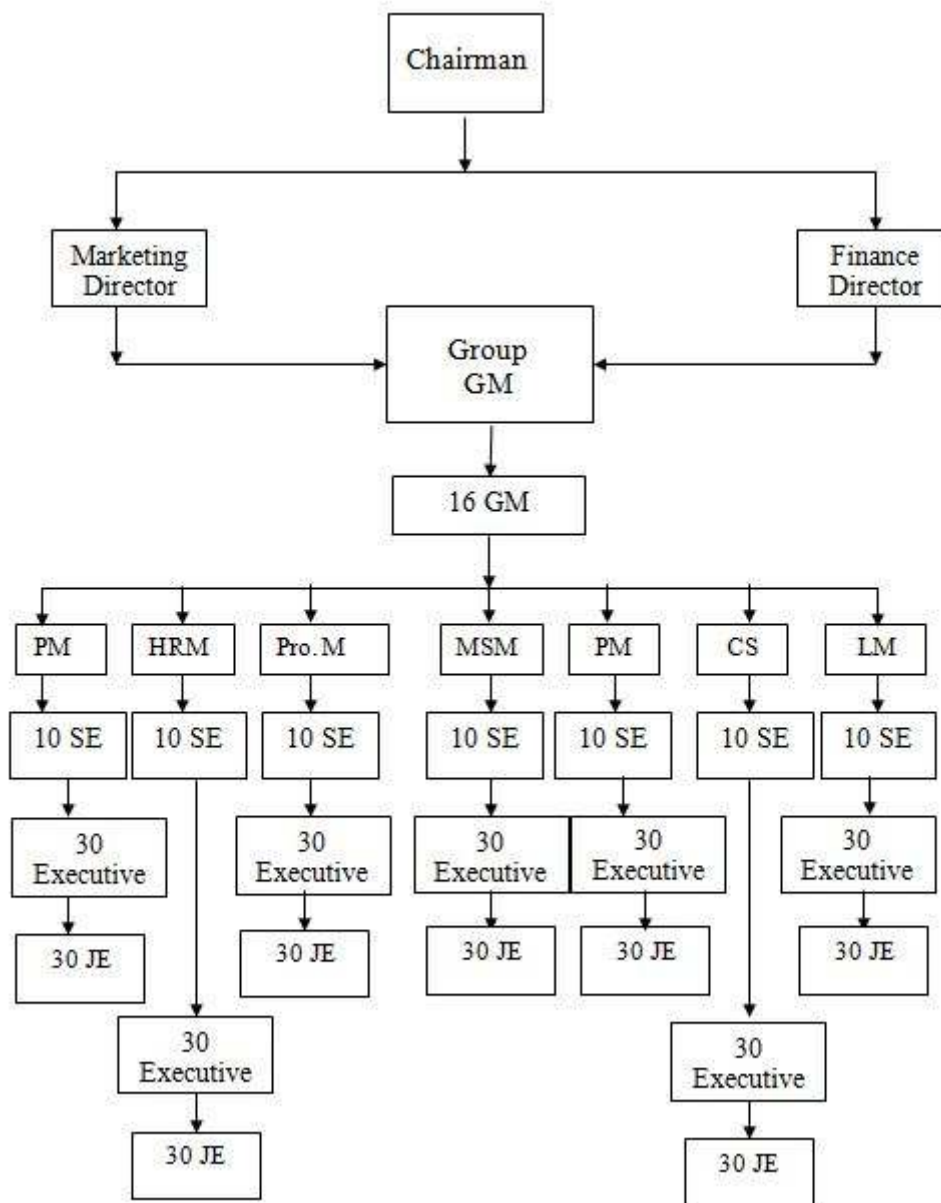 Chairman
Marketing
Director
Finance
Director
Group
GM
16 GM
PM
HRM
Pro. M
MSM
PM
CS
LM
10 SE
10 SE
10 SE
10 SE
10 SE
10 SE
10 SE
30
Executive
30
Executive
30
Executive
30
Executive
30
Executive
30 JE
30 JE
30 JE
30 JE
30 JE
30
Executive
30
Executive
30 JE
30 JE